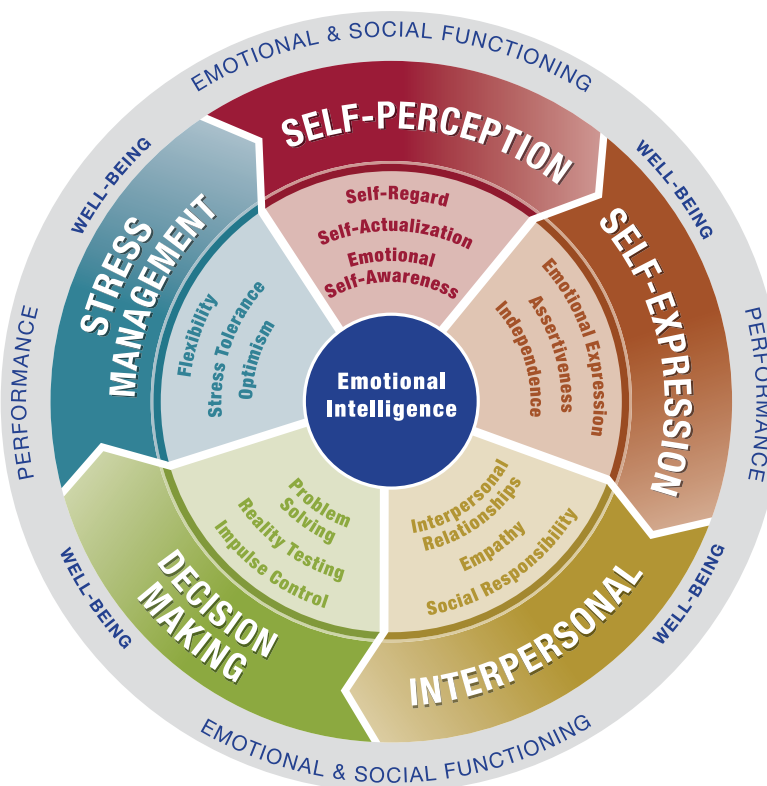 EMOTIONAL & SOCIAL FUNCTIONING
WELL-BEING
WELL-BEING
PERFORMANCE
PERFORMANCE
SELF-PERCEPTION
Self-Regard
Self-Actualization
Emotional
Self-Awareness
SELF-EXPRESSION
Emotional Expression
Assertiveness
Independence
INTERPERSONAL
Interpersonal
Relationships
Empathy
Social Responsibility
DECISION
MAKING
Problem
Solving
Reality Testing
Impulse Control
STRESS
MANAGEMENT
Flexibility
Stress Tolerance
Optimism
Emotional
Intelligence
WELL-BEING
WELL-BEING
EMOTIONAL & SOCIAL FUNCTIONING